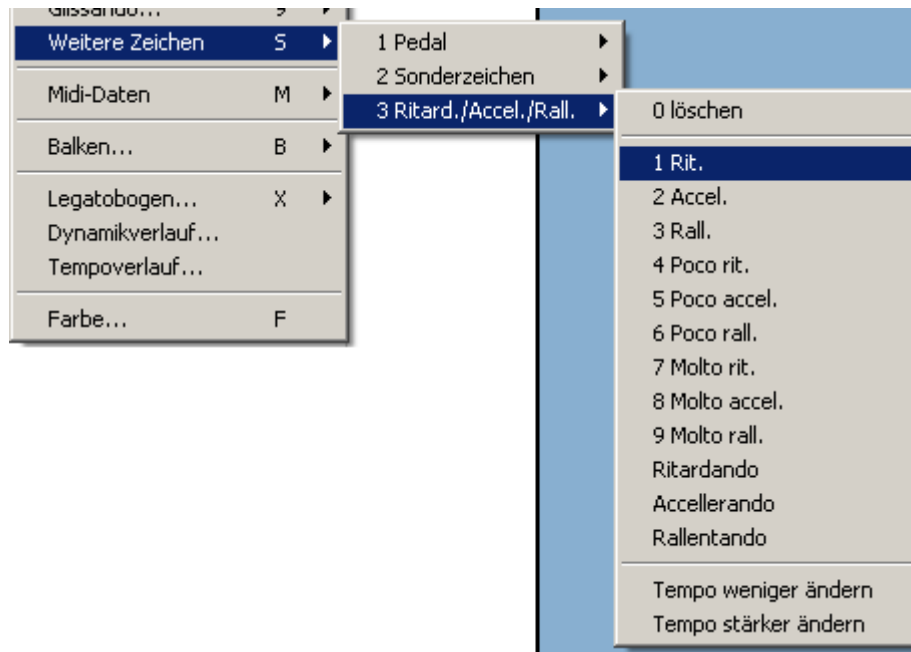 Glissando... 9
Weitere Zeichen S
Midi-Daten M
Balken... B
Legatobogen... X
Dynamikverlauf...
Tempoverlauf...
Farbe... F
1 Pedal
2 Sonderzeichen
3 Ritard./Accel./Rall.
0 löschen
1 Rit.
2 Accel.
3 Rall.
4 Poco rit.
5 Poco accel.
6 Poco rall.
7 Molto rit.
8 Molto accel.
9 Molto rall.
Ritardando
Accellerando
Rallentando
Tempo weniger ändern
Tempo stärker ändern